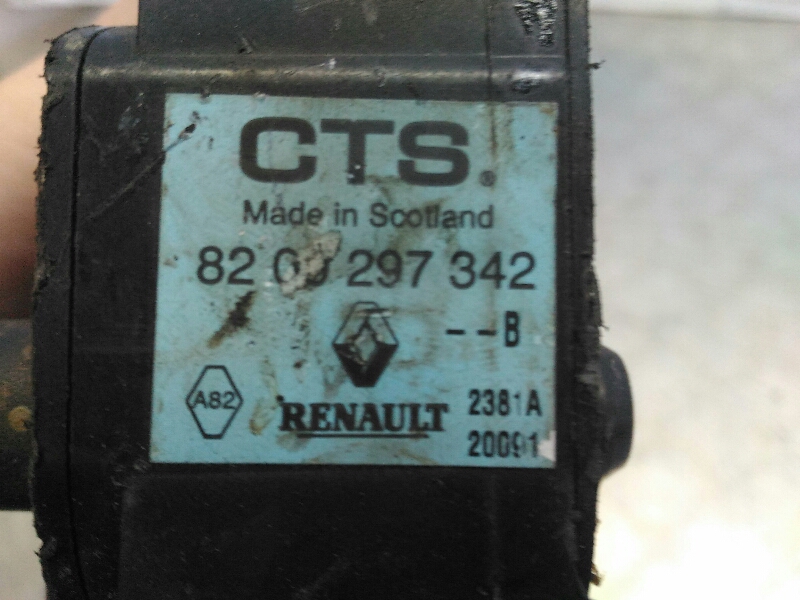 CTS®
Made in Scotland
82 00 297 342
--B
A82
RENAULT
2381A
20091